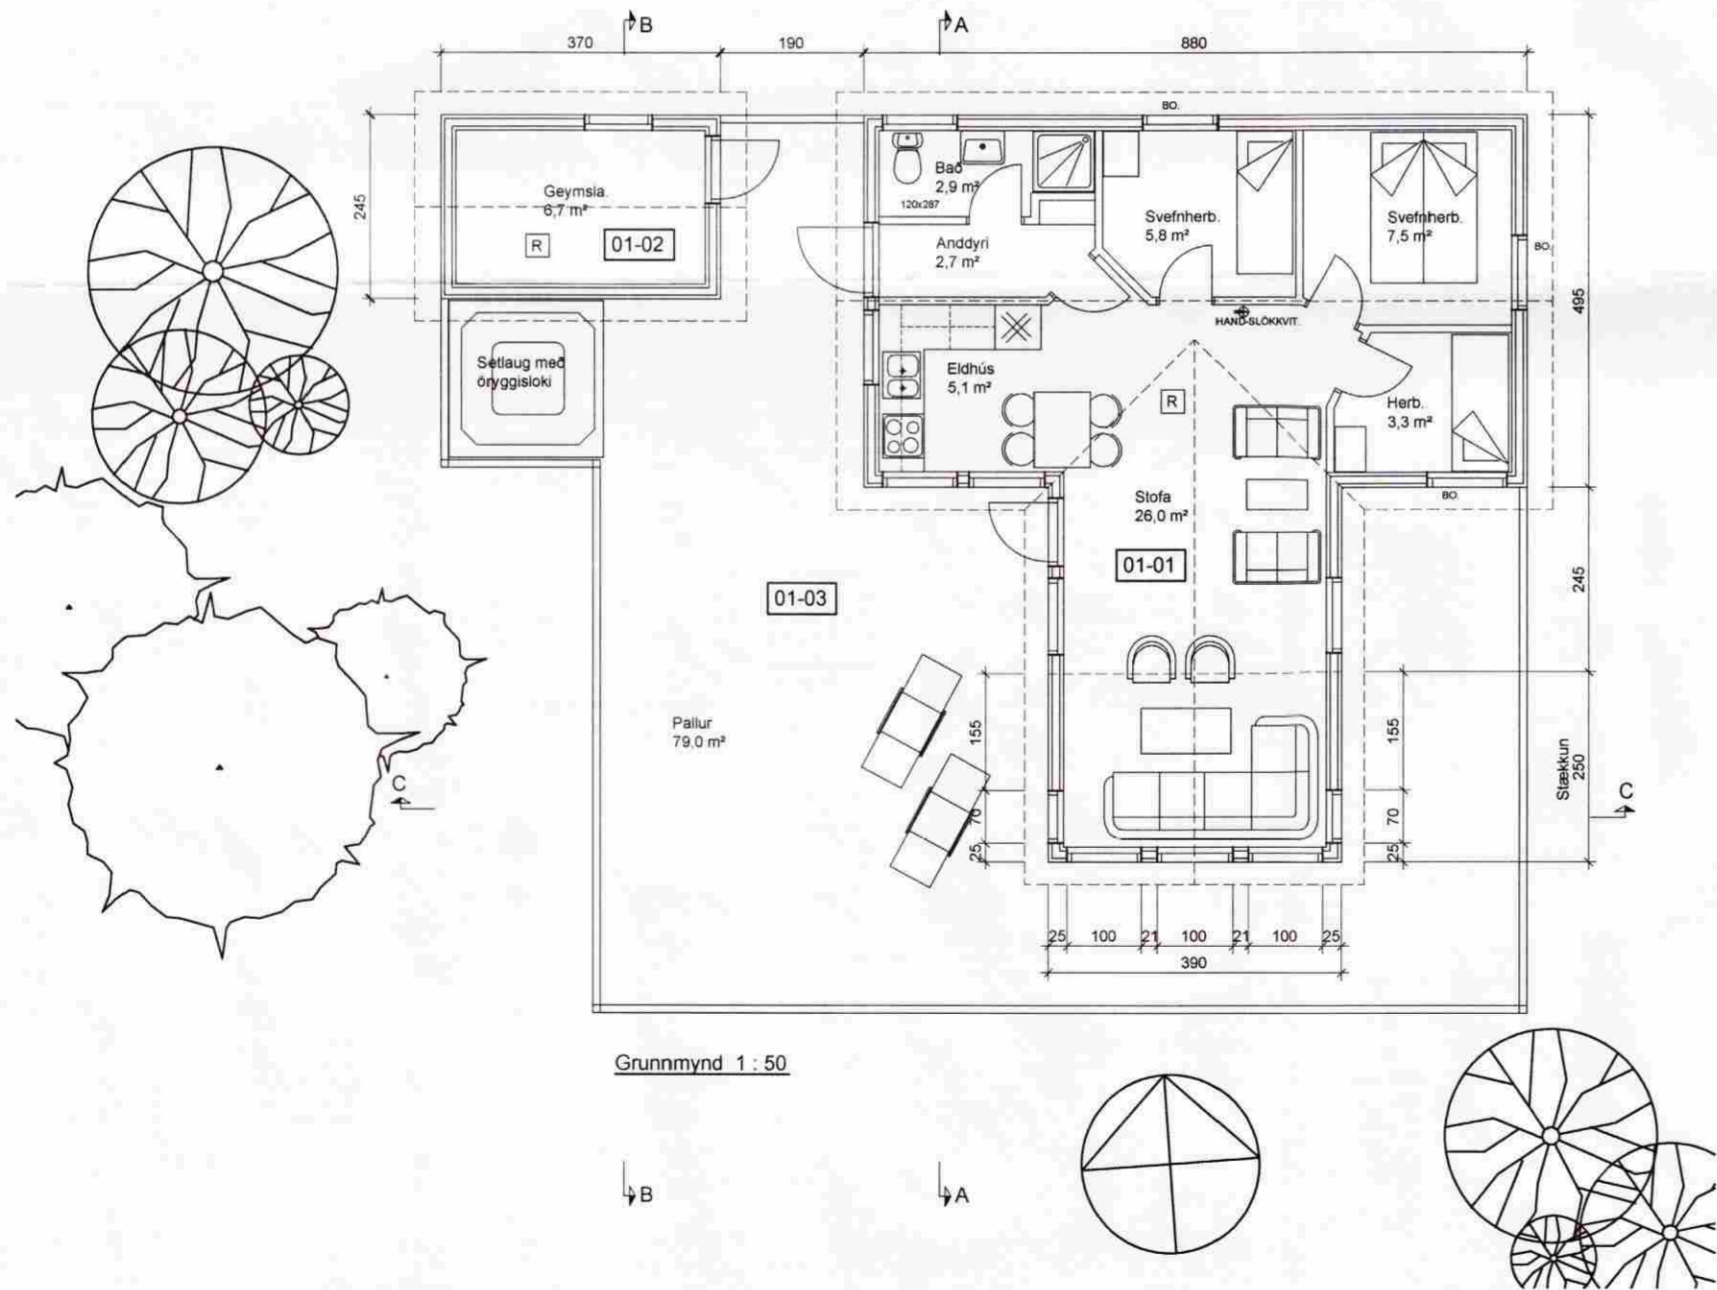 B
A
370
190
880
BO.
245
Geymsla.
6,7 m²
R
01-02
Bað
2,9 m²
120x287
Anddyri
2,7 m²
Svefnherb.
5,8 m²
Svefnherb.
7,5 m²
BO.
495
HAND-SLÖKKVIT.
Setlaug með
öryggisloki
Eldhús
5,1 m²
R
Herb.
3,3 m²
BO.
Stofa
26,0 m²
01-01
01-03
245
Pallur
79,0 m²
155
70
25
155
70
25
Stækkun
250
C
C
25
100
21
100
21
100
25
390
Grunnmynd 1 : 50
B
A